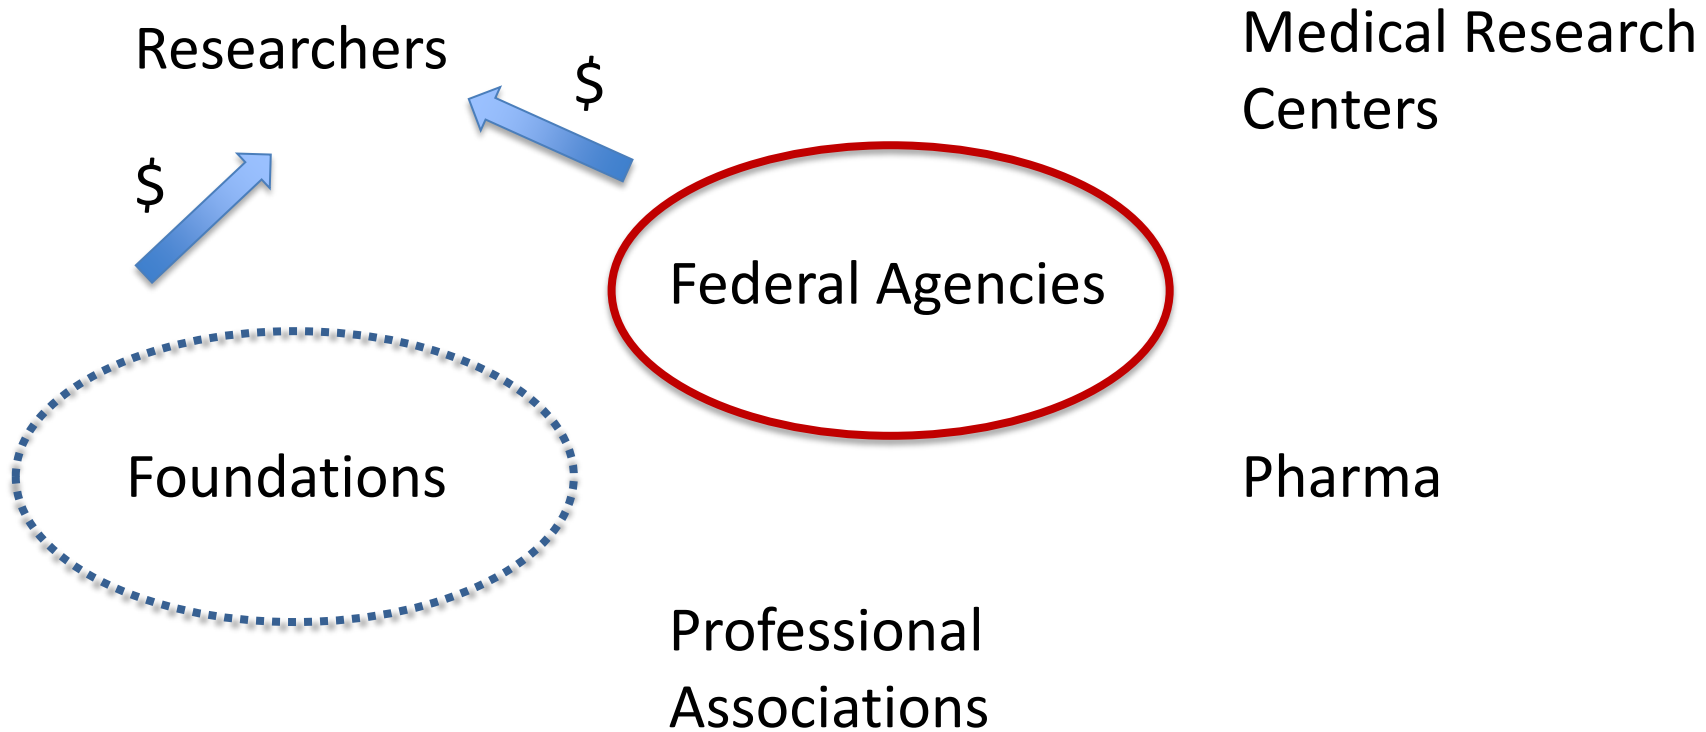 Researchers
$
$
Medical Research
Centers
Federal Agencies
Foundations
Pharma
Professional
Associations